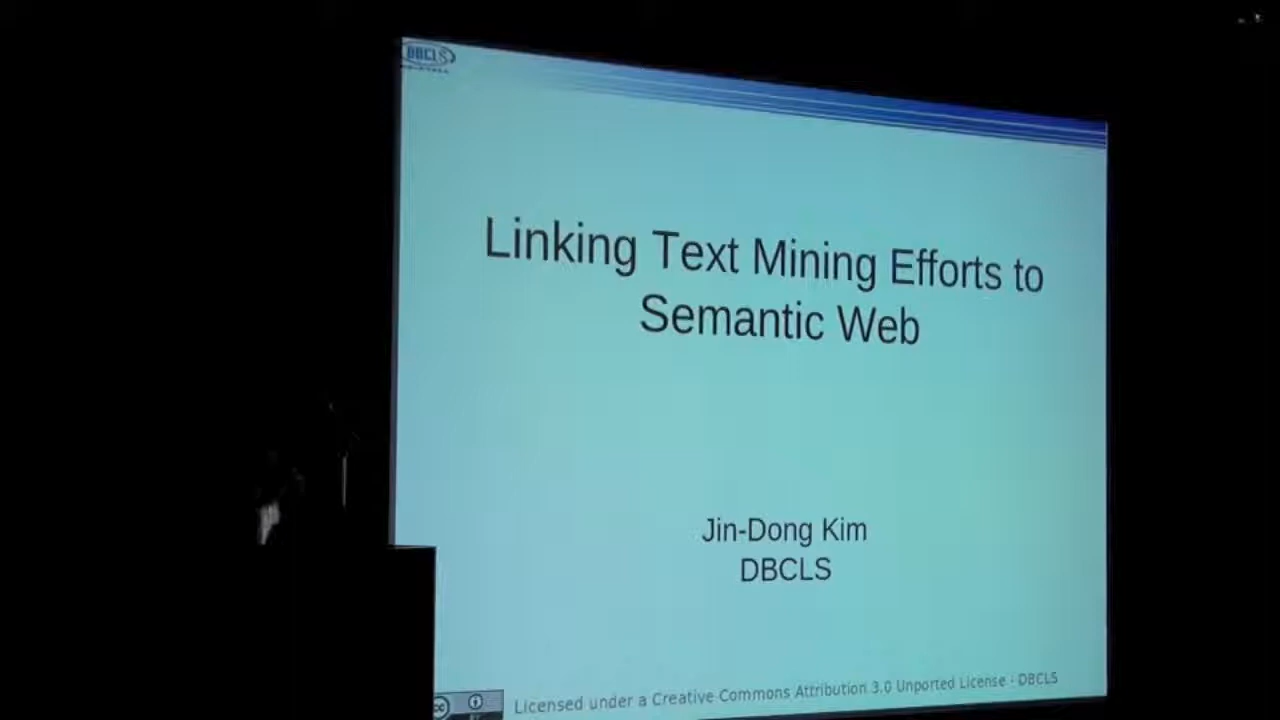 DBCLS
Linking Text Mining Efforts to
Semantic Web
Jin-Dong Kim
DBCLS
Licensed under a Creative Commons Attribution 3.0 Unported License - DBCLS